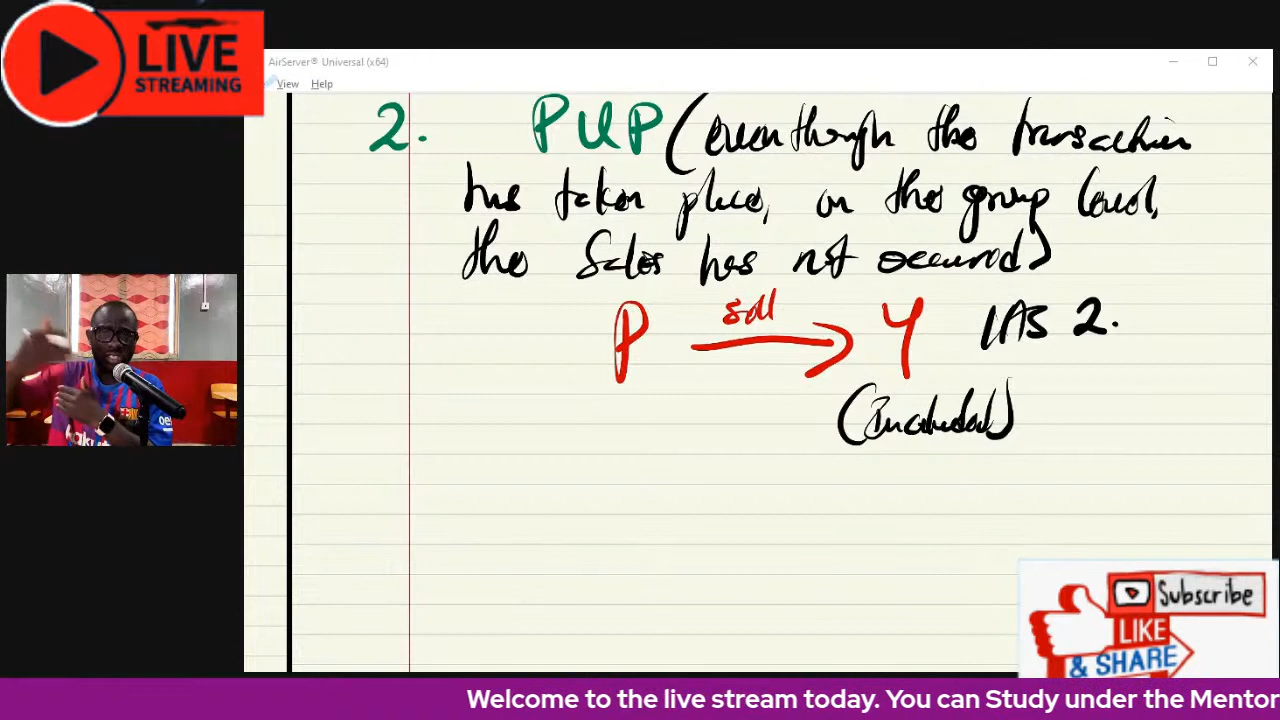 LIVE
STREAMING
AirServer® Universal (x64)
View Help
2. PUP (even though the transaction
has taken place, on the group level,
the Sales has not occured)
P sell Y IAS 2.
Subscribe
LIKE
& SHARE
Welcome to the live stream today. You can Study under the Mentor